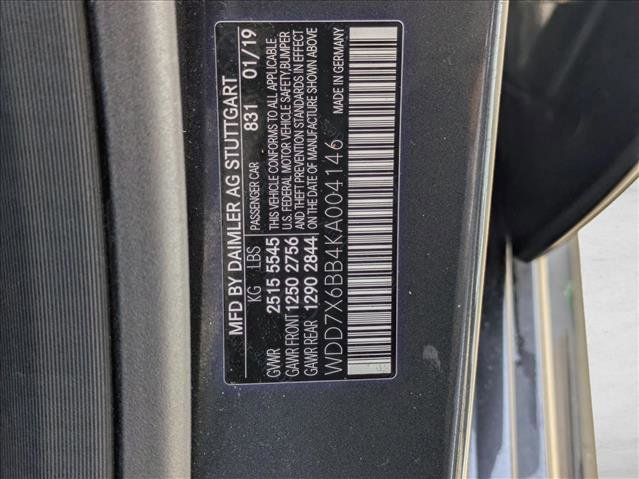 MFD BY DAIMLER AG STUTTGART
PASSENGER CAR 831 01/19
KG LBS
GVWR 2515 5545
GAWR FRONT 1250 2756
GAWR REAR 1290 2844
THIS VEHICLE CONFORMS TO ALL APPLICABLE
U.S. FEDERAL MOTOR VEHICLE SAFETY,BUMPER
AND THEFT PREVENTION STANDARDS IN EFFECT
ON THE DATE OF MANUFACTURE SHOWN ABOVE
WDD7X6BB4KA004146
MADE IN GERMANY